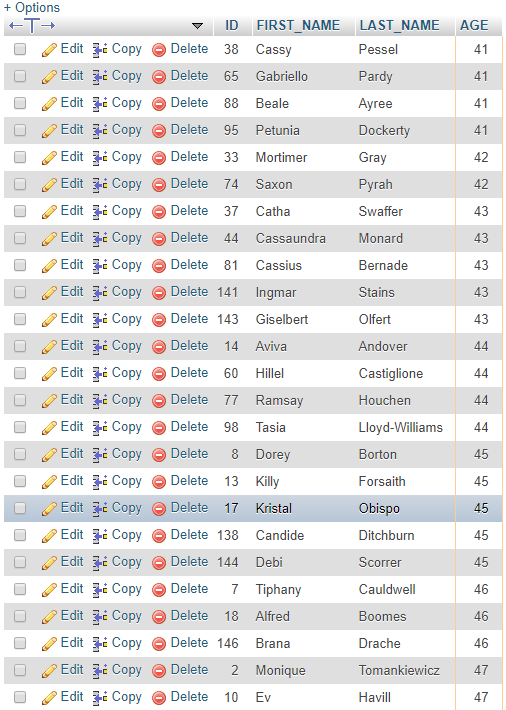 + Options
ID FIRST_NAME LAST_NAME AGE
Edit Copy Delete 38 Cassy Pessel 41
Edit Copy Delete 65 Gabriello Pardy 41
Edit Copy Delete 88 Beale Ayree 41
Edit Copy Delete 95 Petunia Dockerty 41
Edit Copy Delete 33 Mortimer Gray 42
Edit Copy Delete 74 Saxon Pyrah 42
Edit Copy Delete 37 Catha Swaffer 43
Edit Copy Delete 44 Cassaundra Monard 43
Edit Copy Delete 81 Cassius Bernade 43
Edit Copy Delete 141 Ingmar Stains 43
Edit Copy Delete 143 Giselbert Olfert 43
Edit Copy Delete 14 Aviva Andover 44
Edit Copy Delete 60 Hillel Castiglione 44
Edit Copy Delete 77 Ramsay Houchen 44
Edit Copy Delete 98 Tasia Lloyd-Williams 44
Edit Copy Delete 8 Dorey Borton 45
Edit Copy Delete 13 Killy Forsaith 45
Edit Copy Delete 17 Kristal Obispo 45
Edit Copy Delete 138 Candide Ditchburn 45
Edit Copy Delete 144 Debi Scorrer 45
Edit Copy Delete 7 Tiphany Cauldwell 46
Edit Copy Delete 18 Alfred Boomes 46
Edit Copy Delete 146 Brana Drache 46
Edit Copy Delete 2 Monique Tomankiewicz 47
Edit Copy Delete 10 Ev Havill 47